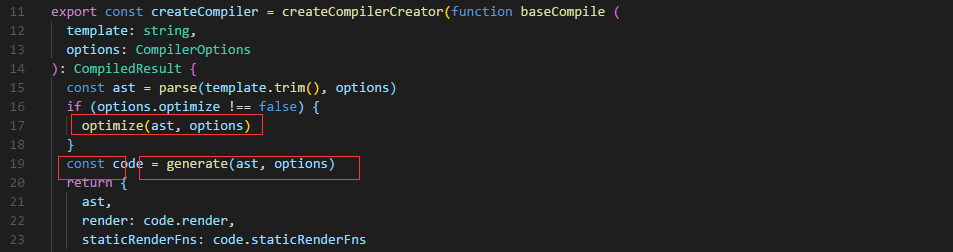 11 export const createCompiler = createCompilerCreator(function baseCompile (
12 template: string,
13 options: CompilerOptions
14 ): CompiledResult {
15 const ast = parse(template.trim(), options)
16 if (options.optimize !== false) {
17 optimize(ast, options)
18 }
19 const code = generate(ast, options)
20 return {
21 ast,
22 render: code.render,
23 staticRenderFns: code.staticRenderFns